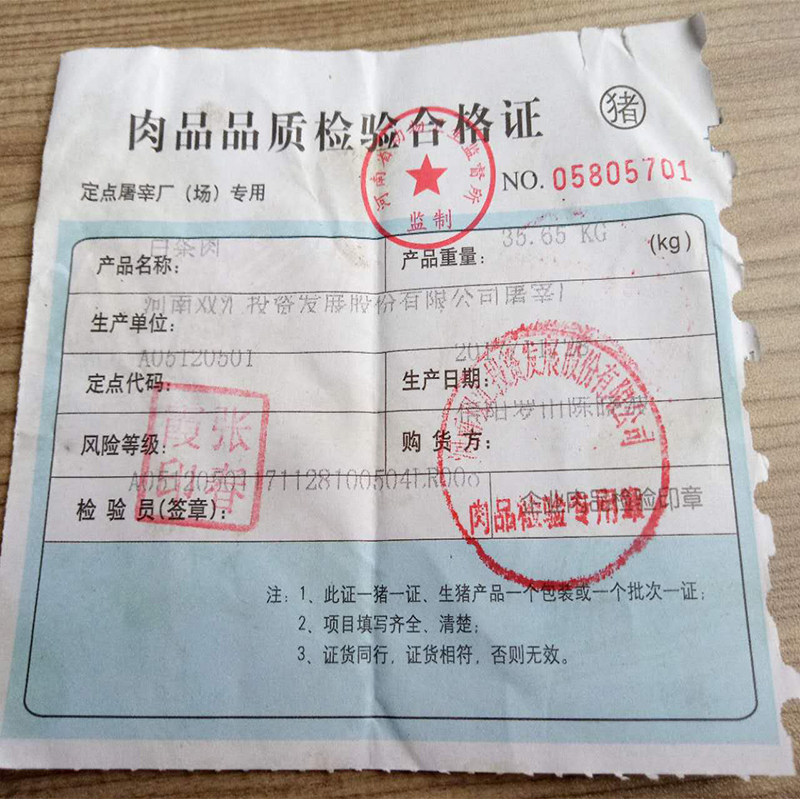 肉品品质检验合格证
猪
定点屠宰厂（场）专用
NO. 05805701
监制
白条肉
35.65 KG
产品名称：
产品重量：
(kg)
河南双汇投资发展股份有限公司屠宰厂
生产单位：
A05120501
定点代码：
生产日期：
风险等级：
购 货 方：
A05120501171128100504LR006
检 验 员(签章)：
企业肉品检验印章
肉品检验专用章
注：1、此证一猪一证、生猪产品一个包装或一个批次一证；
2、项目填写齐全、清楚；
3、证货同行，证货相符，否则无效。